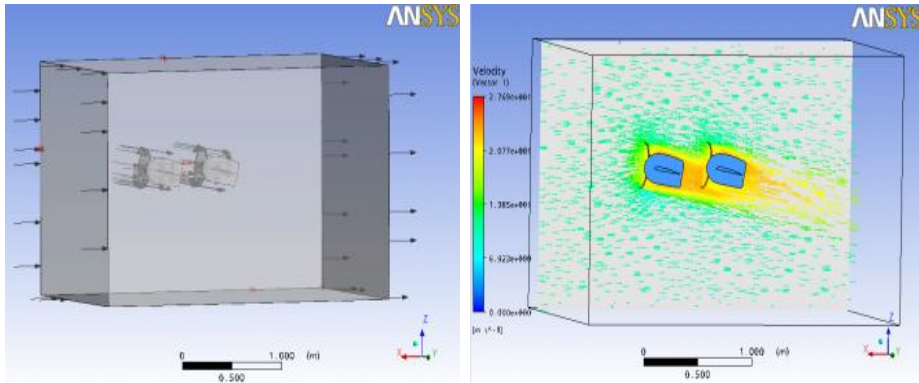 ANSYS
Z
X
Y
0
1.000
(m)
0.500
ANSYS
Velocity
(Vector 1)
2.769e+001
2.077e+001
1.385e+001
6.922e+000
0.000e+000
[m s^-1]
Z
X
Y
0
1.000
(m)
0.500